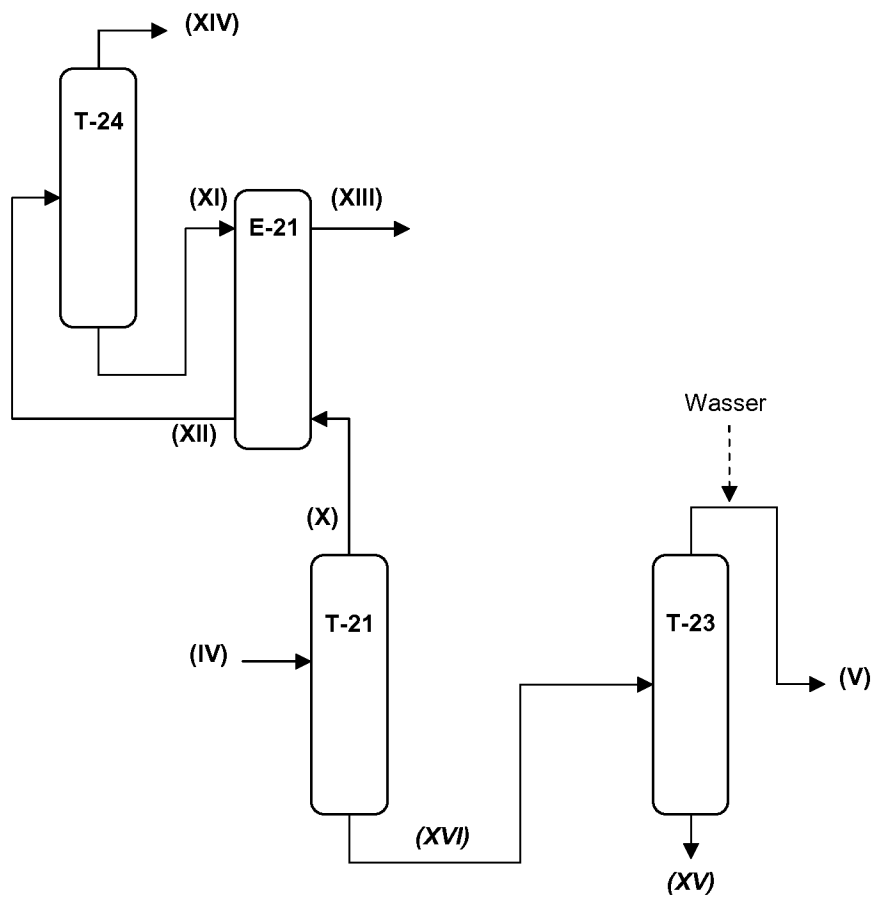 (XIV)
T-24
(XI)
(XIII)
E-21
(XII)
Wasser
(X)
T-21
T-23
(IV)
(V)
(XVI)
(XV)